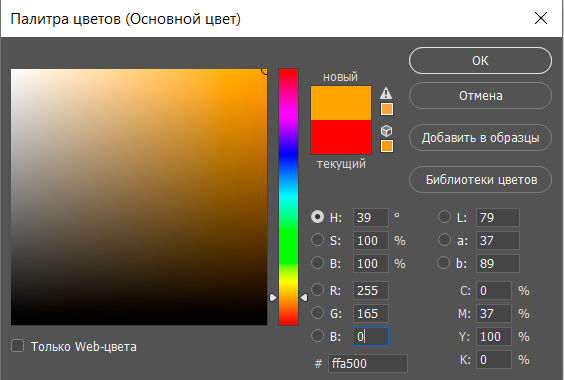 Палитра цветов (Основной цвет)
новый
текущий
OK
Отмена
Добавить в образцы
Библиотеки цветов
H: 39 ° L: 79
S: 100 % a: 37
B: 100 % b: 89
R: 255 C: 0 %
G: 165 M: 37 %
B: 0 Y: 100 %
# ffa500 K: 0 %
Только Web-цвета